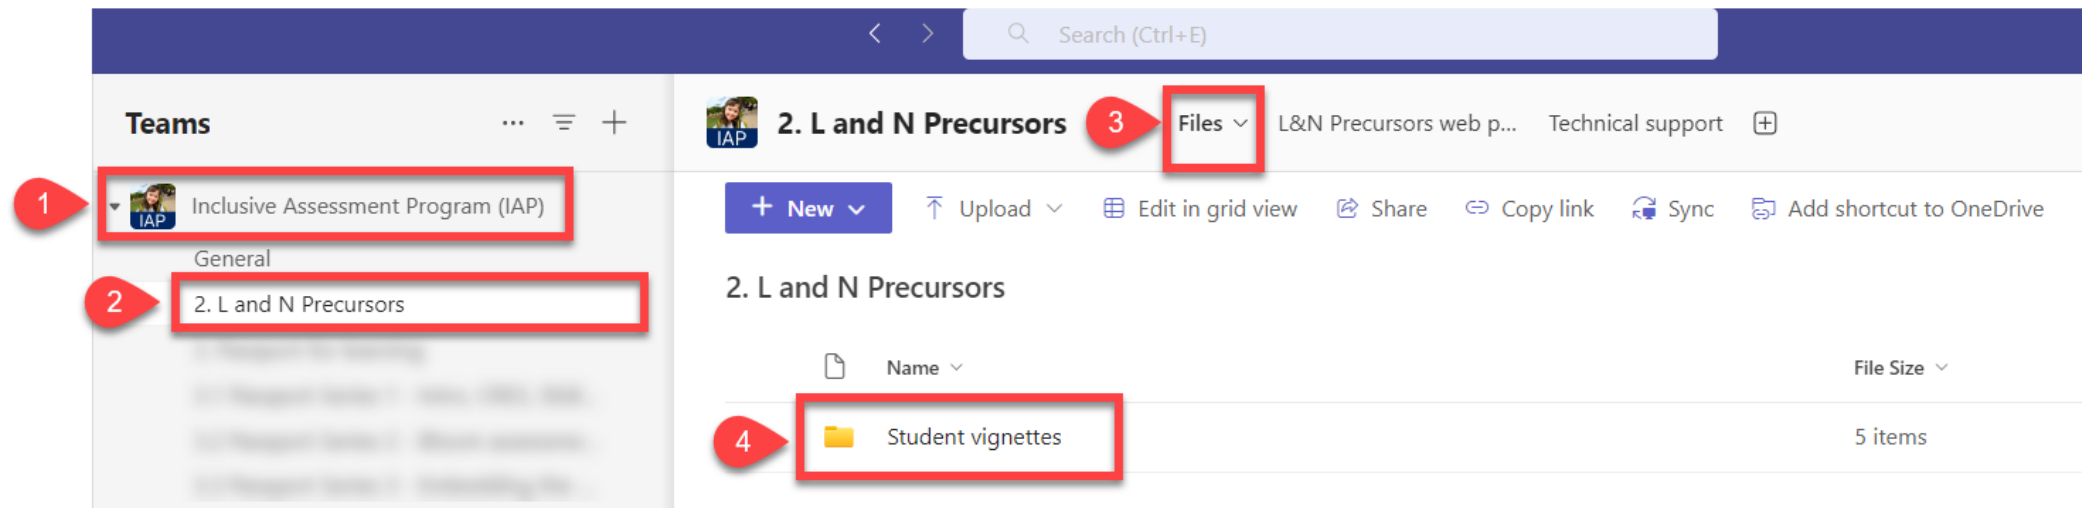 Search (Ctrl+E)
Teams
IAP
2. L and N Precursors
3
Files
L&N Precursors web p...
Technical support
1
IAP
Inclusive Assessment Program (IAP)
New
Upload
Edit in grid view
Share
Copy link
Sync
Add shortcut to OneDrive
General
2
2. L and N Precursors
2. L and N Precursors
Name
File Size
4
Student vignettes
5 items